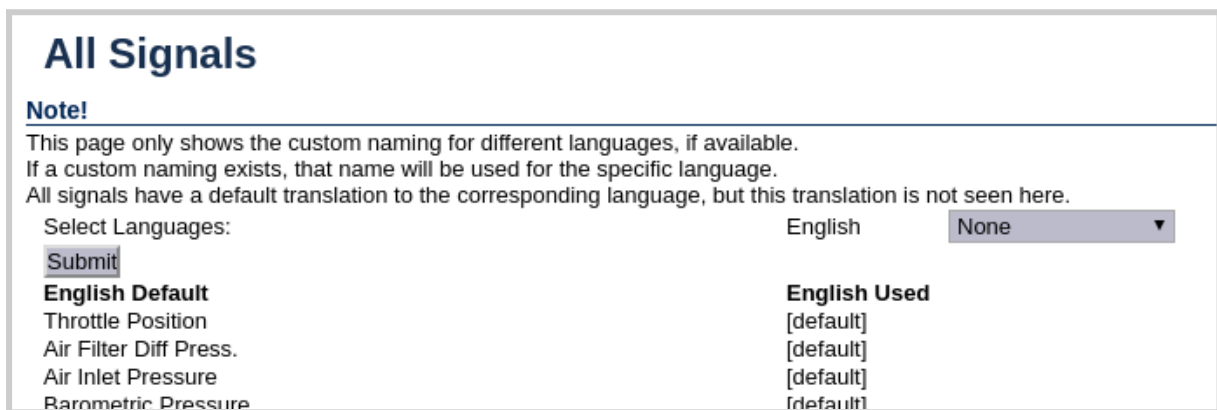 All Signals
Note!
This page only shows the custom naming for different languages, if available.
If a custom naming exists, that name will be used for the specific language.
All signals have a default translation to the corresponding language, but this translation is not seen here.
Select Languages: English None
Submit
English Default English Used
Throttle Position [default]
Air Filter Diff Press. [default]
Air Inlet Pressure [default]
Barometric Pressure [default]